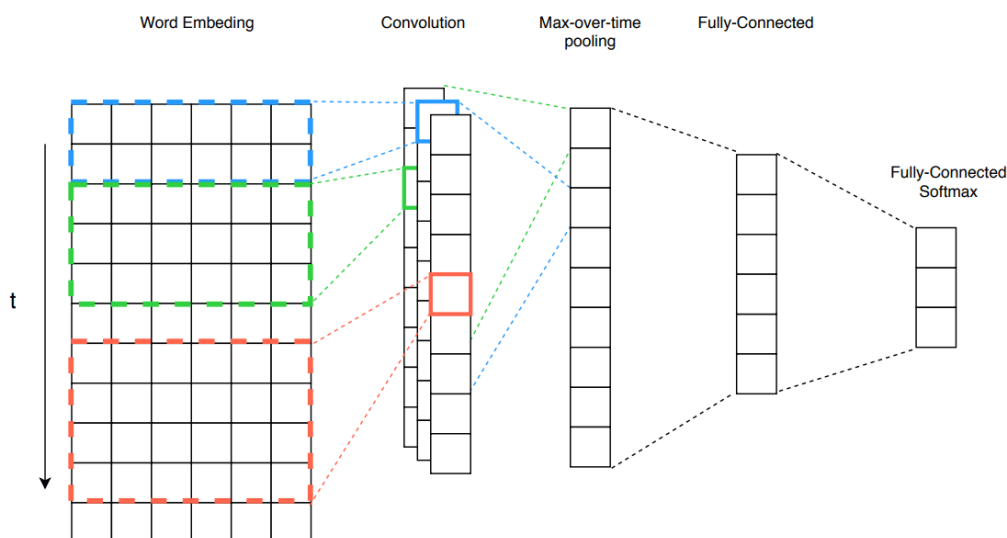 Word Embeding
Convolution
Max-over-time
pooling
Fully-Connected
Fully-Connected
Softmax
t